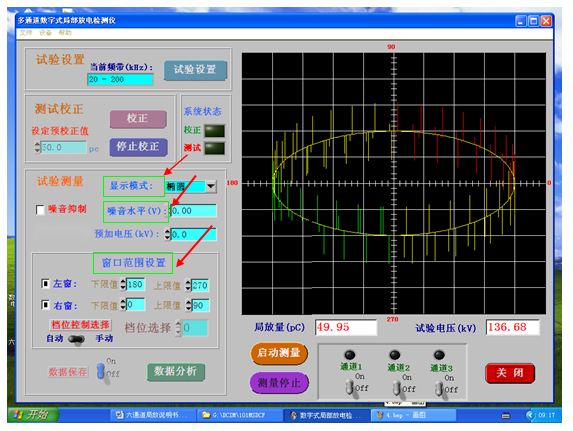 多通道数字式局部放电检测仪
文件 设备 帮助
试验设置
当前频带(kHz):
20 - 200
试验设置
测试校正
设定预校正值
50.0 pc
校正
停止校正
系统状态
校正
测试
试验测量
显示模式: 椭圆
噪音抑制
噪音水平(V): 0.00
预加电压(kV): 0.0
窗口范围设置
左窗: 下限值 180 上限值 270
右窗: 下限值 0 上限值 90
档位控制选择
自动 手动
档位选择 0
数据保存
On
Off
数据分析
90
180
0
270
局放量(pC) 49.95
试验电压(kV) 136.68
启动测量
测量停止
通道1
On
Off
通道2
On
Off
通道3
On
Off
关 闭
开始
六通道局放说明书...
G:\DCIM\101MSDCF
数字式局部放电检...
4.bmp - 画图
09:17